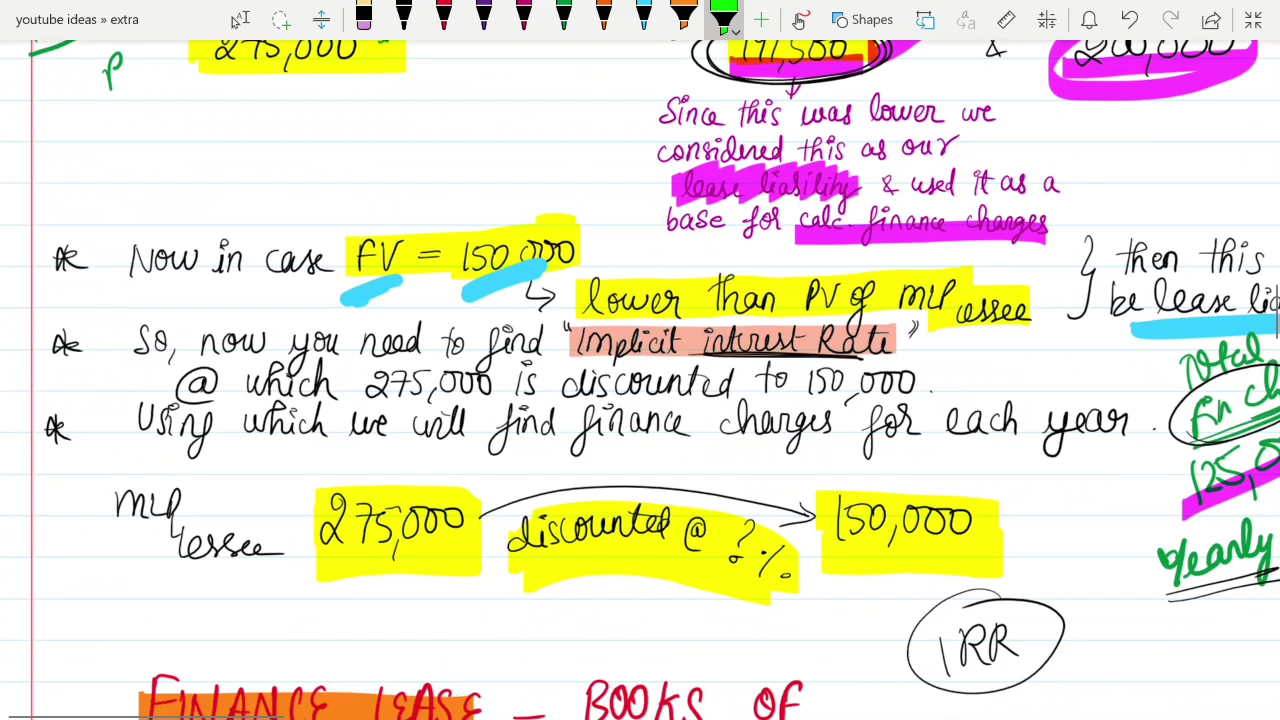 youtube ideas » extra
Shapes
275,000
191,500 & 200,000
P
Since this was lower we
considered this as our
lease liability & used it as a
base for calc. finance charges
* Now in case FV = 150,000
↳ lower than PV of MLP lessee } then this
be lease
* So, now you need to find "Implicit interest Rate"
@ which 275,000 is discounted to 150,000.
Total
fin
* Using which we will find finance charges for each year.
MLP lessee 275,000 discounted @ ? % 150,000
Yearly
IRR
FINANCE LEASE - BOOKS OF